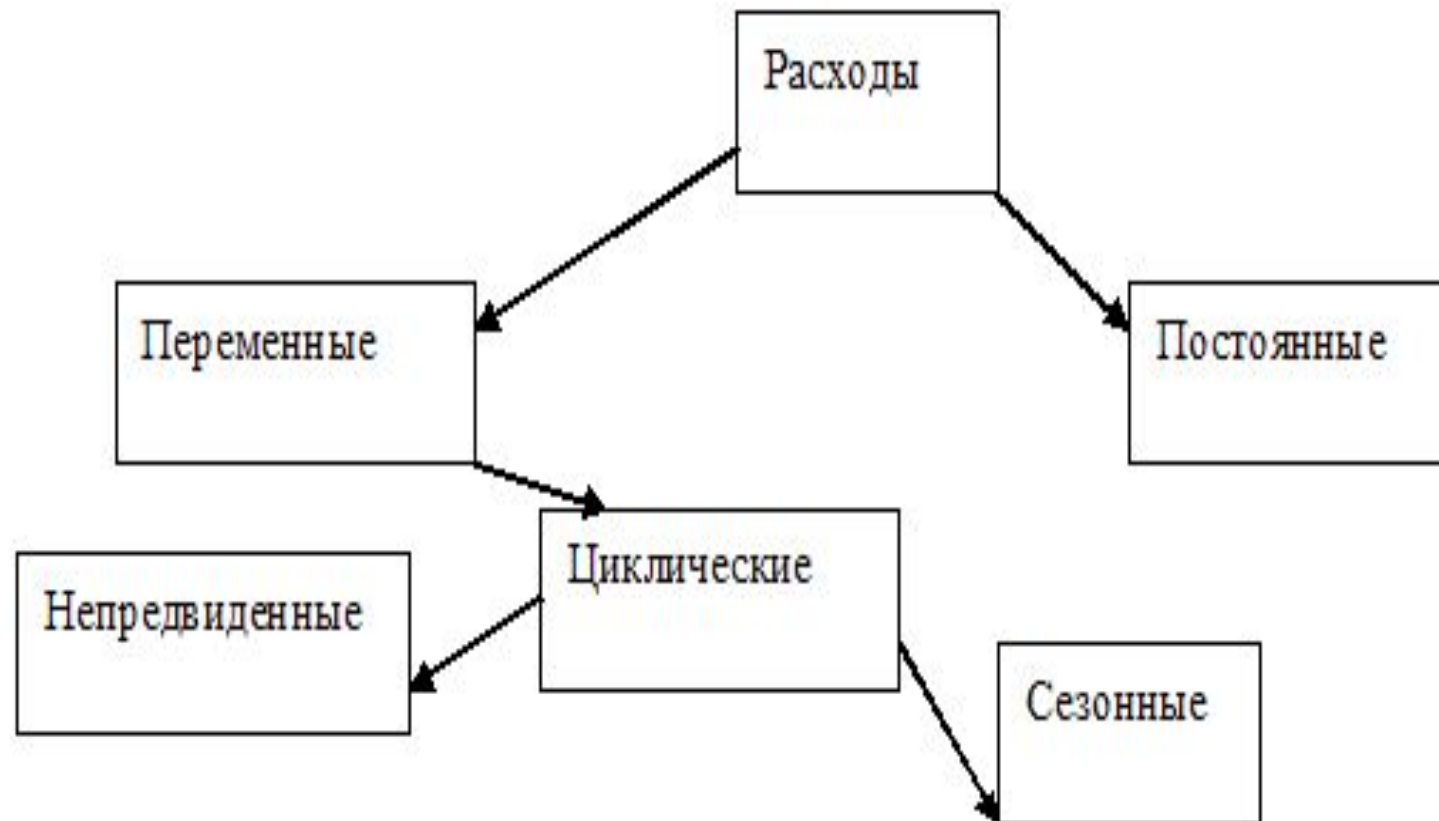 Расходы
Переменные
Постоянные
Циклические
Непредвиденные
Сезонные